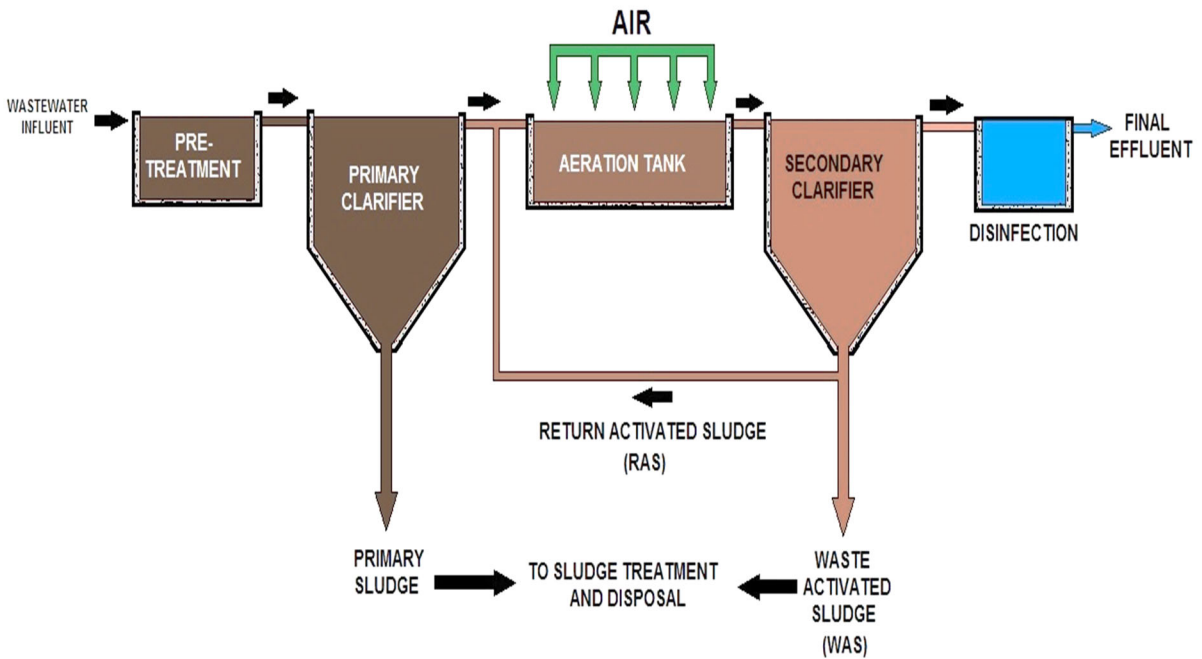 AIR
WASTEWATER
INFLUENT
PRE-
TREATMENT
PRIMARY
CLARIFIER
AERATION TANK
SECONDARY
CLARIFIER
FINAL
EFFLUENT
DISINFECTION
RETURN ACTIVATED SLUDGE
(RAS)
PRIMARY
SLUDGE
TO SLUDGE TREATMENT
AND DISPOSAL
WASTE
ACTIVATED
SLUDGE
(WAS)